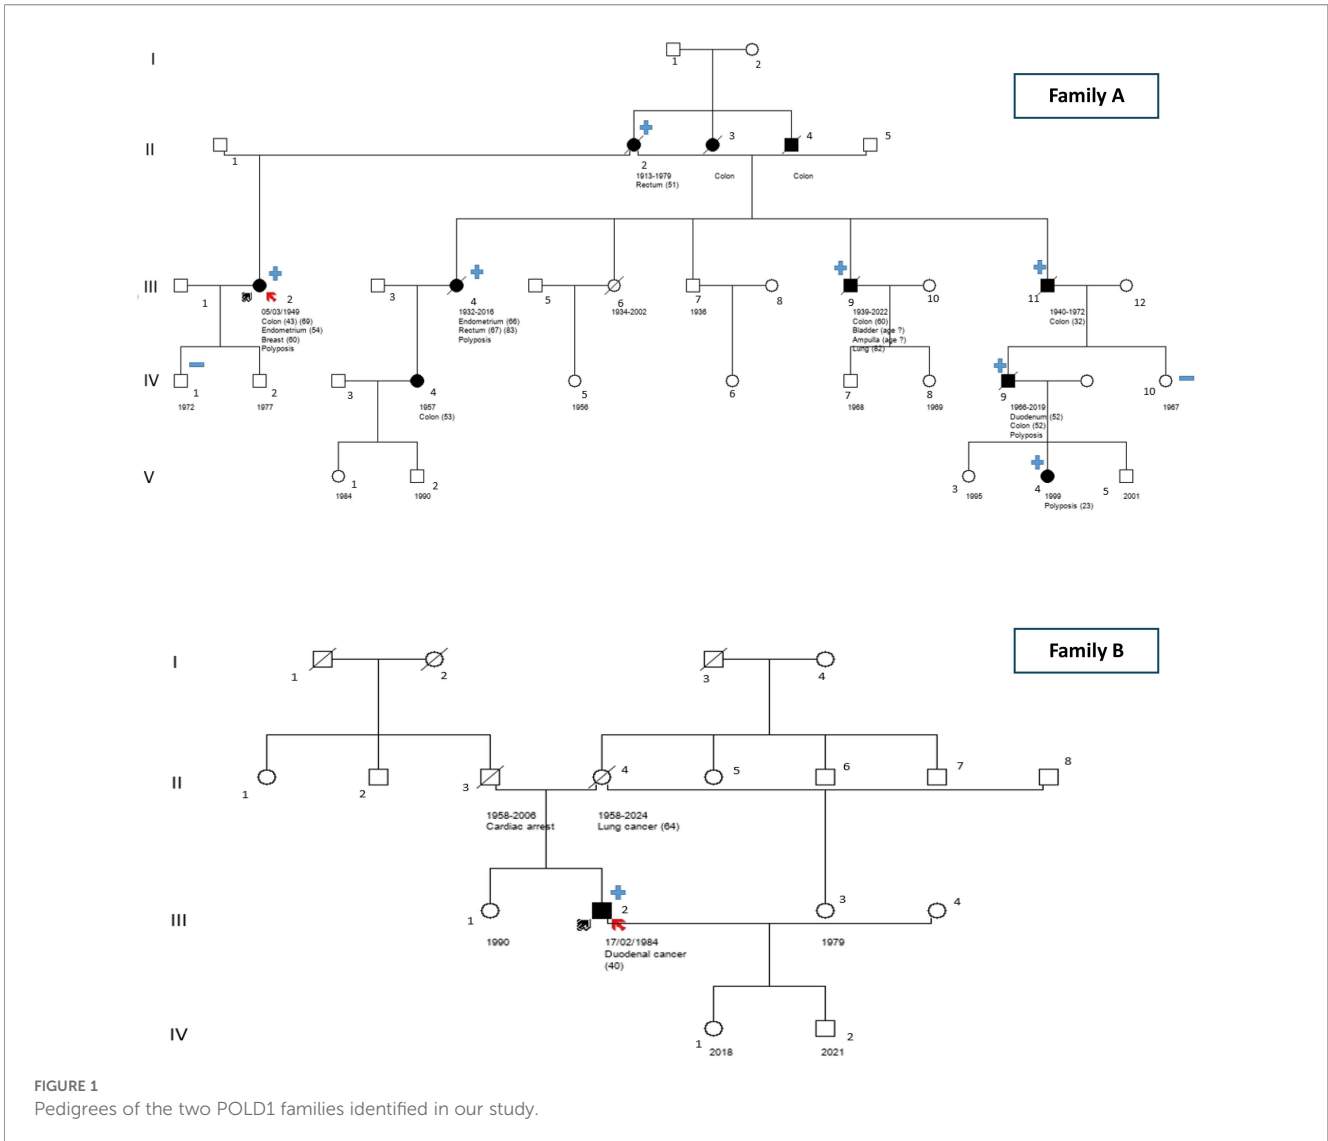 I
1
2
Family A
II
1
2
3
4
5
1913-1979
Rectum (51)
Colon
Colon
III
1
2
3
4
5
6
7
8
9
10
11
12
05/03/1949
Colon (43) (69)
Endometrium (54)
Breast (60)
Polyposis
1932-2016
Endometrium (66)
Rectum (67) (83)
Polyposis
1934-2002
1936
1939-2022
Colon (60)
Bladder (age ?)
Ampulla (age ?)
Lung (82)
1940-1972
Colon (32)
IV
1
2
3
4
5
6
7
8
9
10
1972
1977
1957
Colon (53)
1956
1968
1969
1966-2019
Duodenum (52)
Colon (52)
Polyposis
1967
V
1
2
3
4
5
1984
1990
1995
1999
Polyposis (23)
2001
Family B
I
1
2
3
4
II
1
2
3
4
5
6
7
8
1958-2006
Cardiac arrest
1958-2024
Lung cancer (64)
III
1
2
3
4
1990
17/02/1984
Duodenal cancer
(40)
1979
IV
1
2
2018
2021
FIGURE 1
Pedigrees of the two POLD1 families identified in our study.